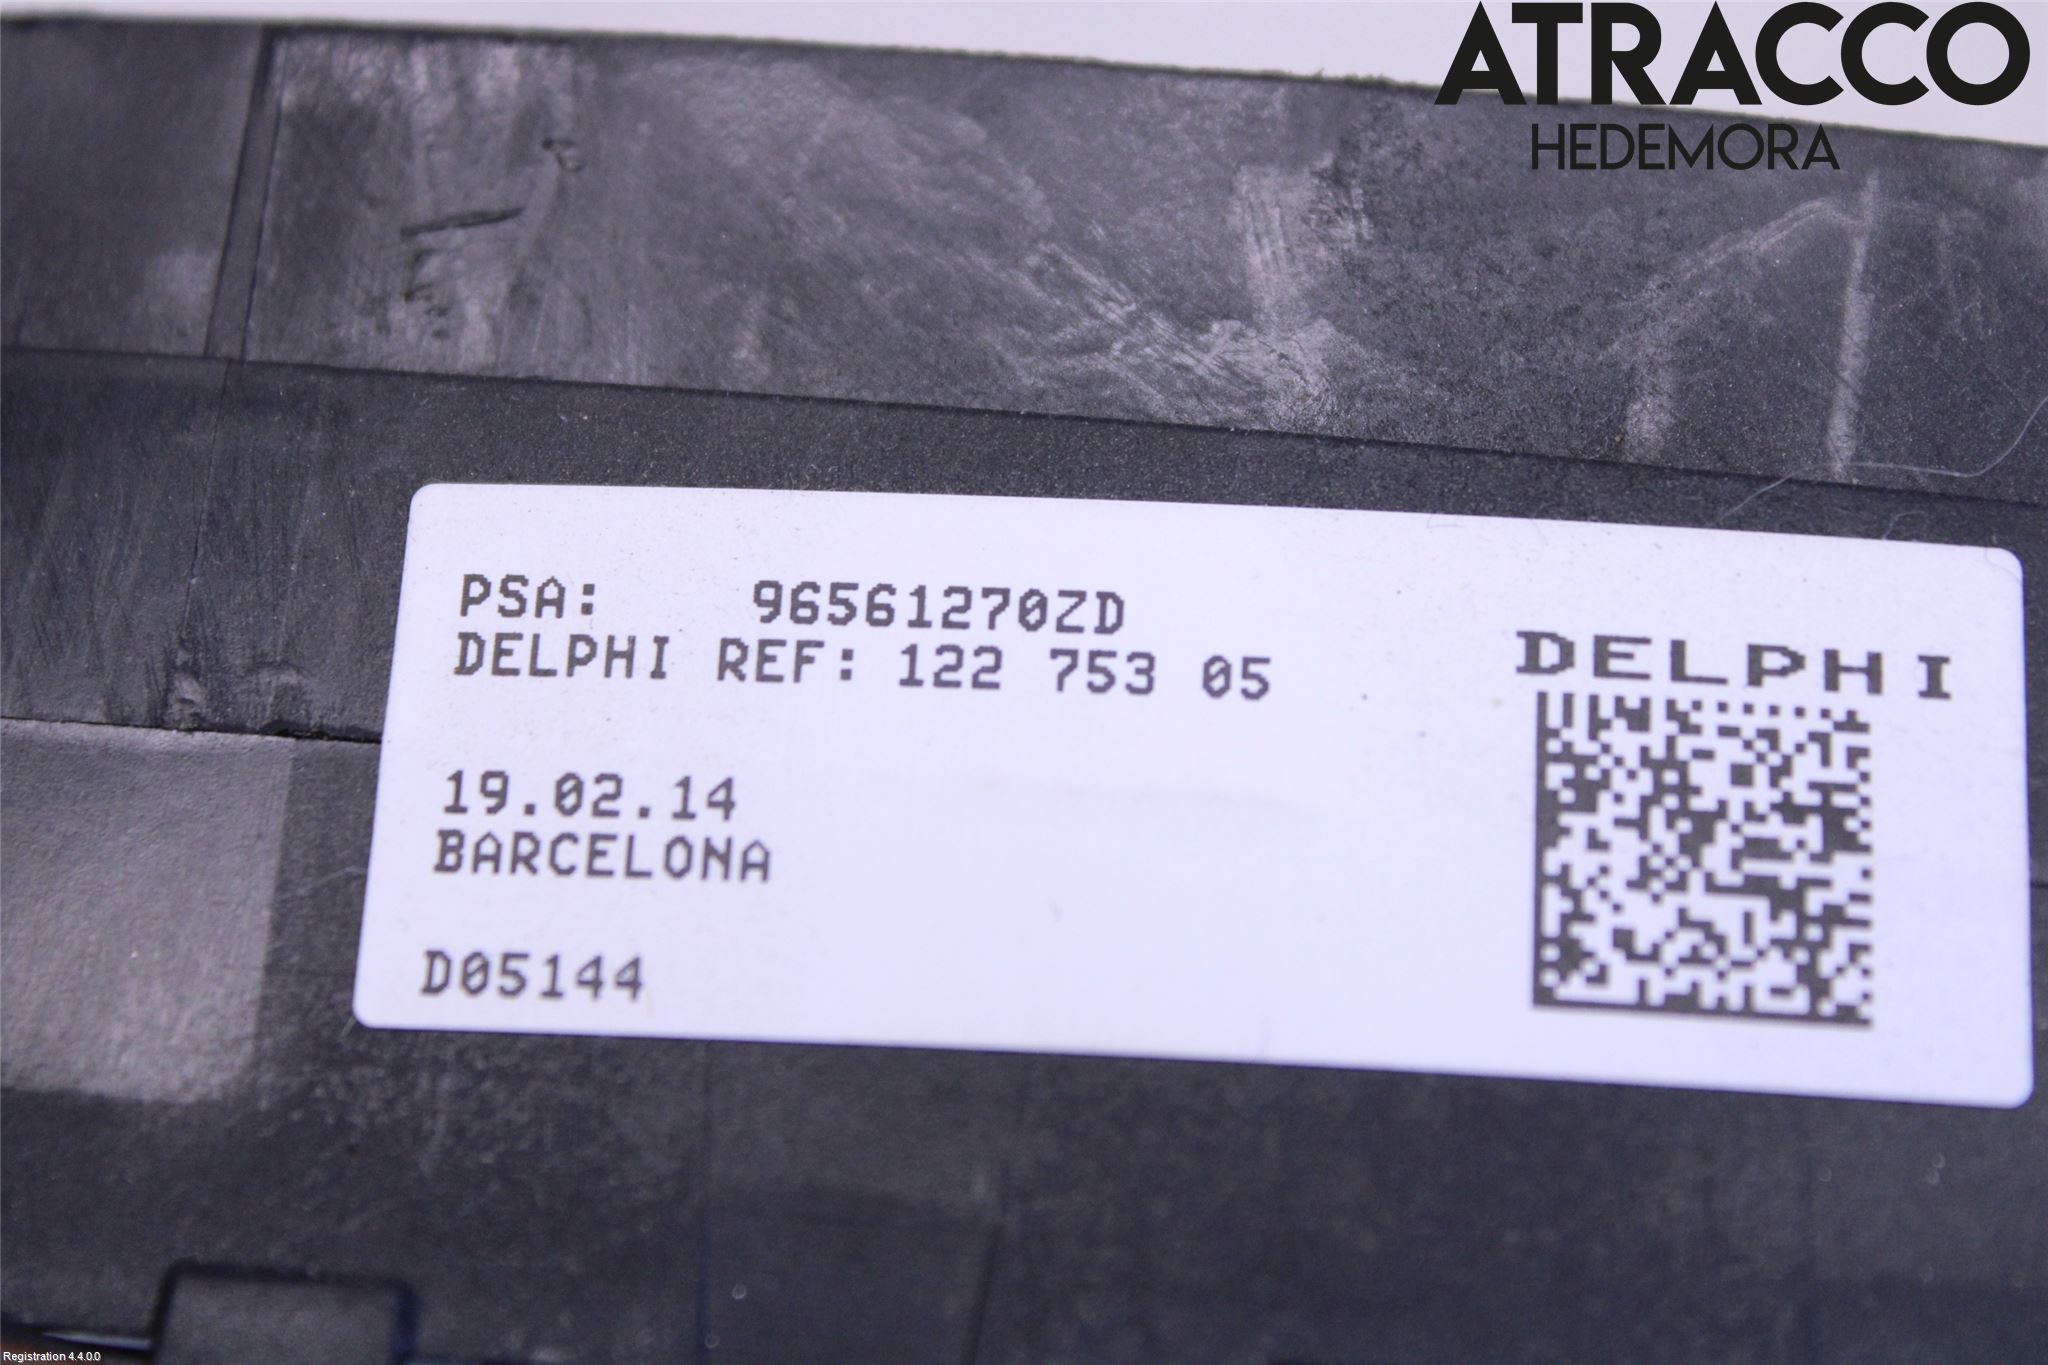 ATRACCO
HEDEMORA
PSA: 96561270ZD
DELPHI REF: 122 753 05
DELPHI
19.02.14
BARCELONA
D05144
Registration 4.4.0.0